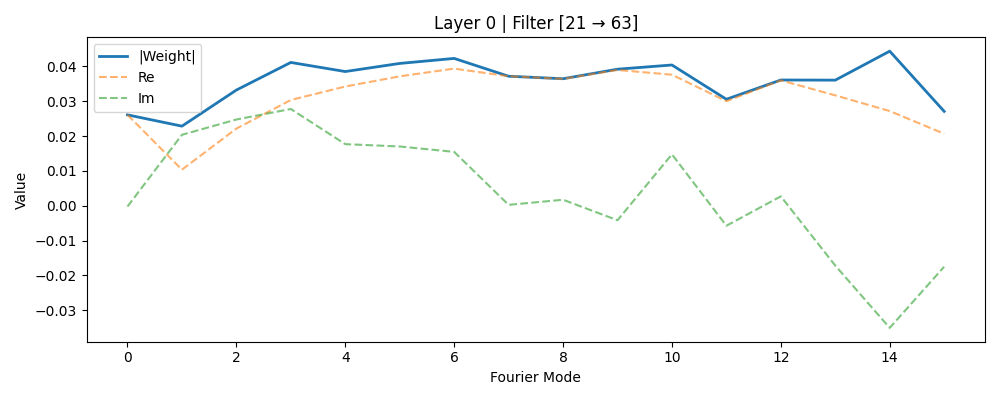 Layer 0 | Filter [21 → 63]
|Weight|
Re
Im
0.04
0.03
0.02
0.01
0.00
−0.01
−0.02
−0.03
Value
0 2 4 6 8 10 12 14
Fourier Mode